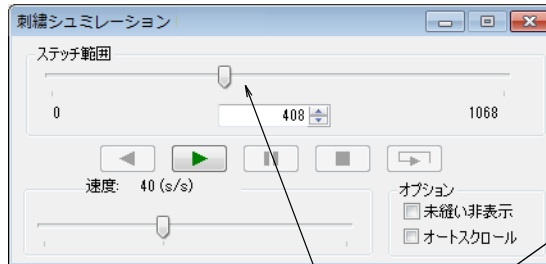 刺繍シュミレーション
ステッチ範囲
0
408
1068
速度: 40 (s/s)
オプション
未縫い非表示
オートスクロール